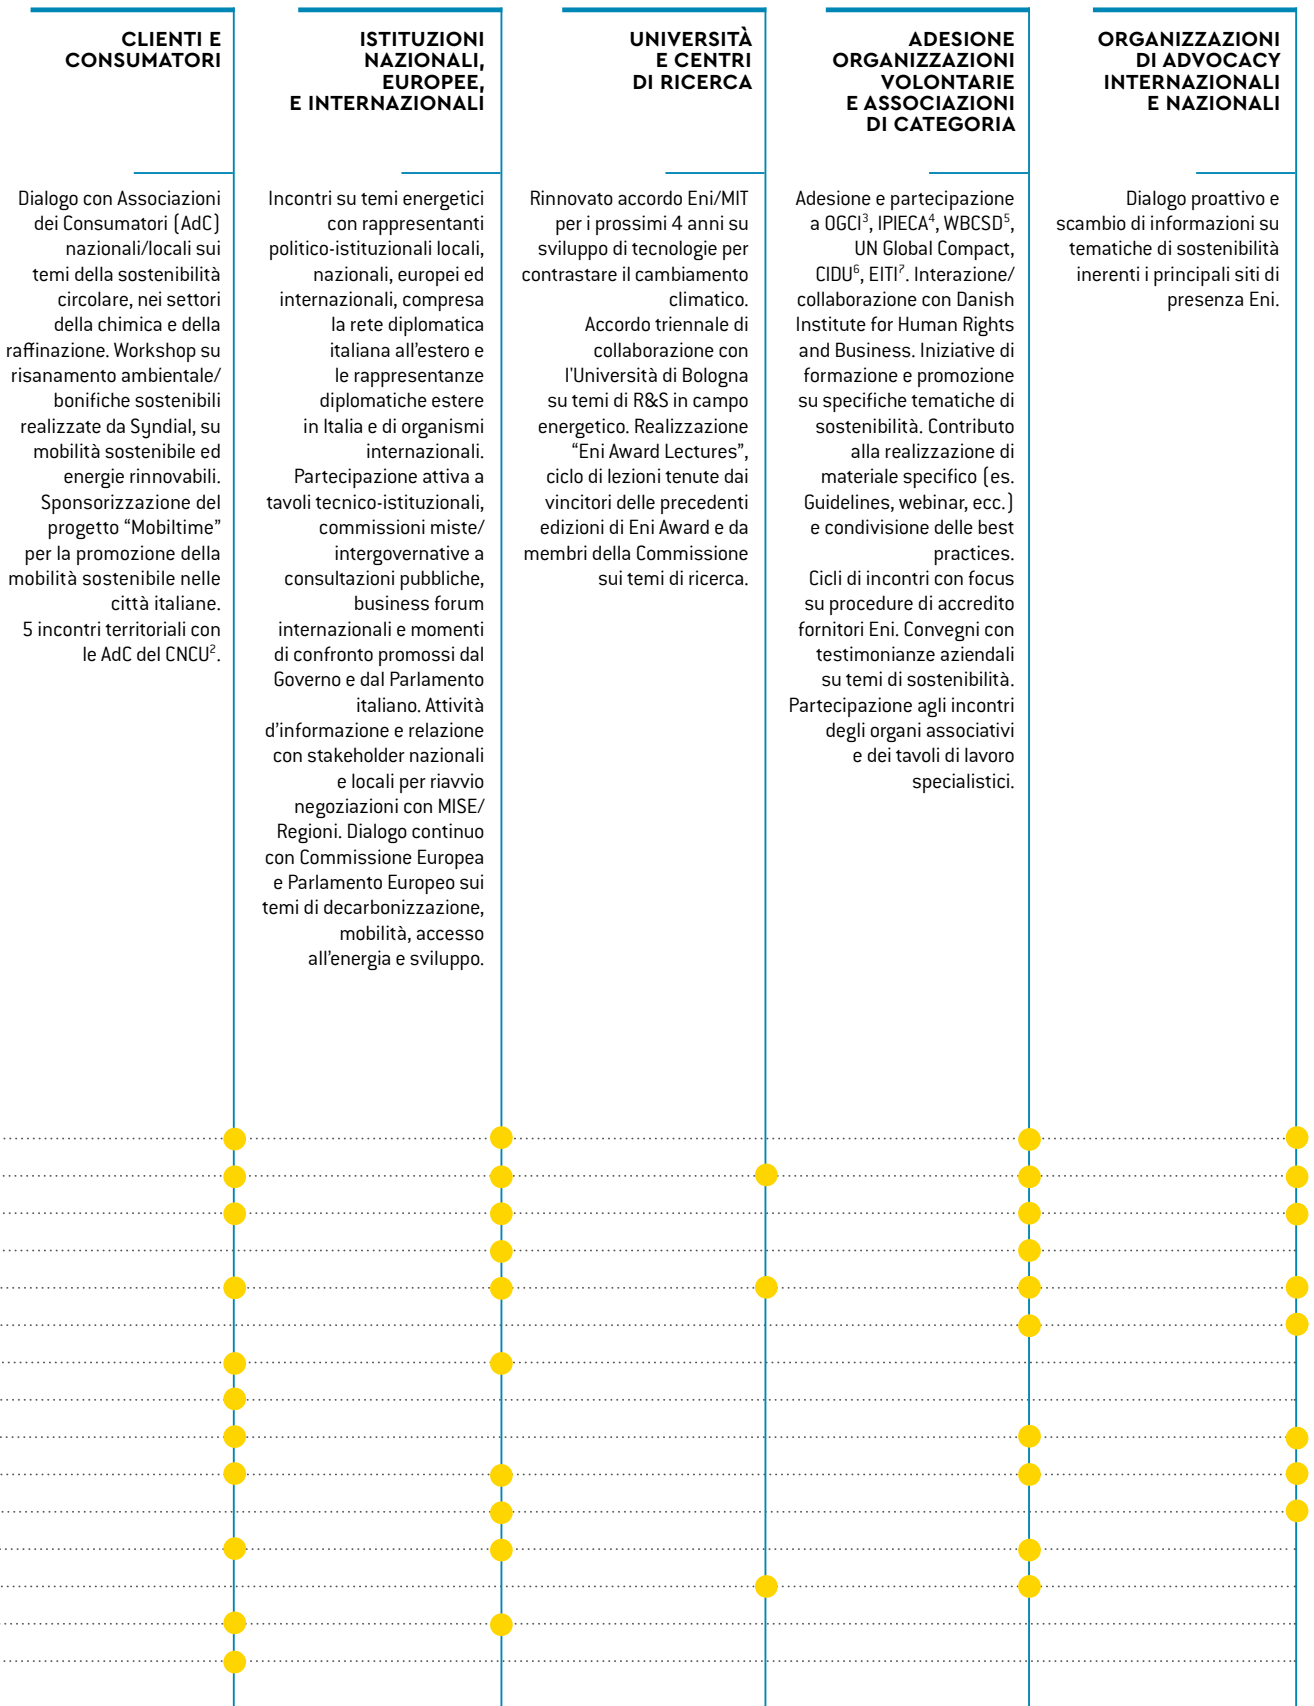 CLIENTI E
CONSUMATORI
Dialogo con Associazioni
dei Consumatori (AdC)
nazionali/locali sui
temi della sostenibilità
circolare, nei settori
della chimica e della
raffinazione. Workshop su
risanamento ambientale/
bonifiche sostenibili
realizzate da Syndial, su
mobilità sostenibile ed
energie rinnovabili.
Sponsorizzazione del
progetto “Mobiltime”
per la promozione della
mobilità sostenibile nelle
città italiane.
5 incontri territoriali con
le AdC del CNCU².
ISTITUZIONI
NAZIONALI,
EUROPEE,
E INTERNAZIONALI
Incontri su temi energetici
con rappresentanti
politico-istituzionali locali,
nazionali, europei ed
internazionali, compresa
la rete diplomatica
italiana all’estero e
le rappresentanze
diplomatiche estere
in Italia e di organismi
internazionali.
Partecipazione attiva a
tavoli tecnico-istituzionali,
commissioni miste/
intergovernative a
consultazioni pubbliche,
business forum
internazionali e momenti
di confronto promossi dal
Governo e dal Parlamento
italiano. Attività
d’informazione e relazione
con stakeholder nazionali
e locali per riavvio
negoziazioni con MISE/
Regioni. Dialogo continuo
con Commissione Europea
e Parlamento Europeo sui
temi di decarbonizzazione,
mobilità, accesso
all’energia e sviluppo.
UNIVERSITÀ
E CENTRI
DI RICERCA
Rinnovato accordo Eni/MIT
per i prossimi 4 anni su
sviluppo di tecnologie per
contrastare il cambiamento
climatico.
Accordo triennale di
collaborazione con
l'Università di Bologna
su temi di R&S in campo
energetico. Realizzazione
“Eni Award Lectures”,
ciclo di lezioni tenute dai
vincitori delle precedenti
edizioni di Eni Award e da
membri della Commissione
sui temi di ricerca.
ADESIONE
ORGANIZZAZIONI
VOLONTARIE
E ASSOCIAZIONI
DI CATEGORIA
Adesione e partecipazione
a OGCI³, IPIECA⁴, WBCSD⁵,
UN Global Compact,
CIDU⁶, EITI⁷. Interazione/
collaborazione con Danish
Institute for Human Rights
and Business. Iniziative di
formazione e promozione
su specifiche tematiche di
sostenibilità. Contributo
alla realizzazione di
materiale specifico (es.
Guidelines, webinar, ecc.)
e condivisione delle best
practices.
Cicli di incontri con focus
su procedure di accredito
fornitori Eni. Convegni con
testimonianze aziendali
su temi di sostenibilità.
Partecipazione agli incontri
degli organi associativi
e dei tavoli di lavoro
specialistici.
ORGANIZZAZIONI
DI ADVOCACY
INTERNAZIONALI
E NAZIONALI
Dialogo proattivo e
scambio di informazioni su
tematiche di sostenibilità
inerenti i principali siti di
presenza Eni.